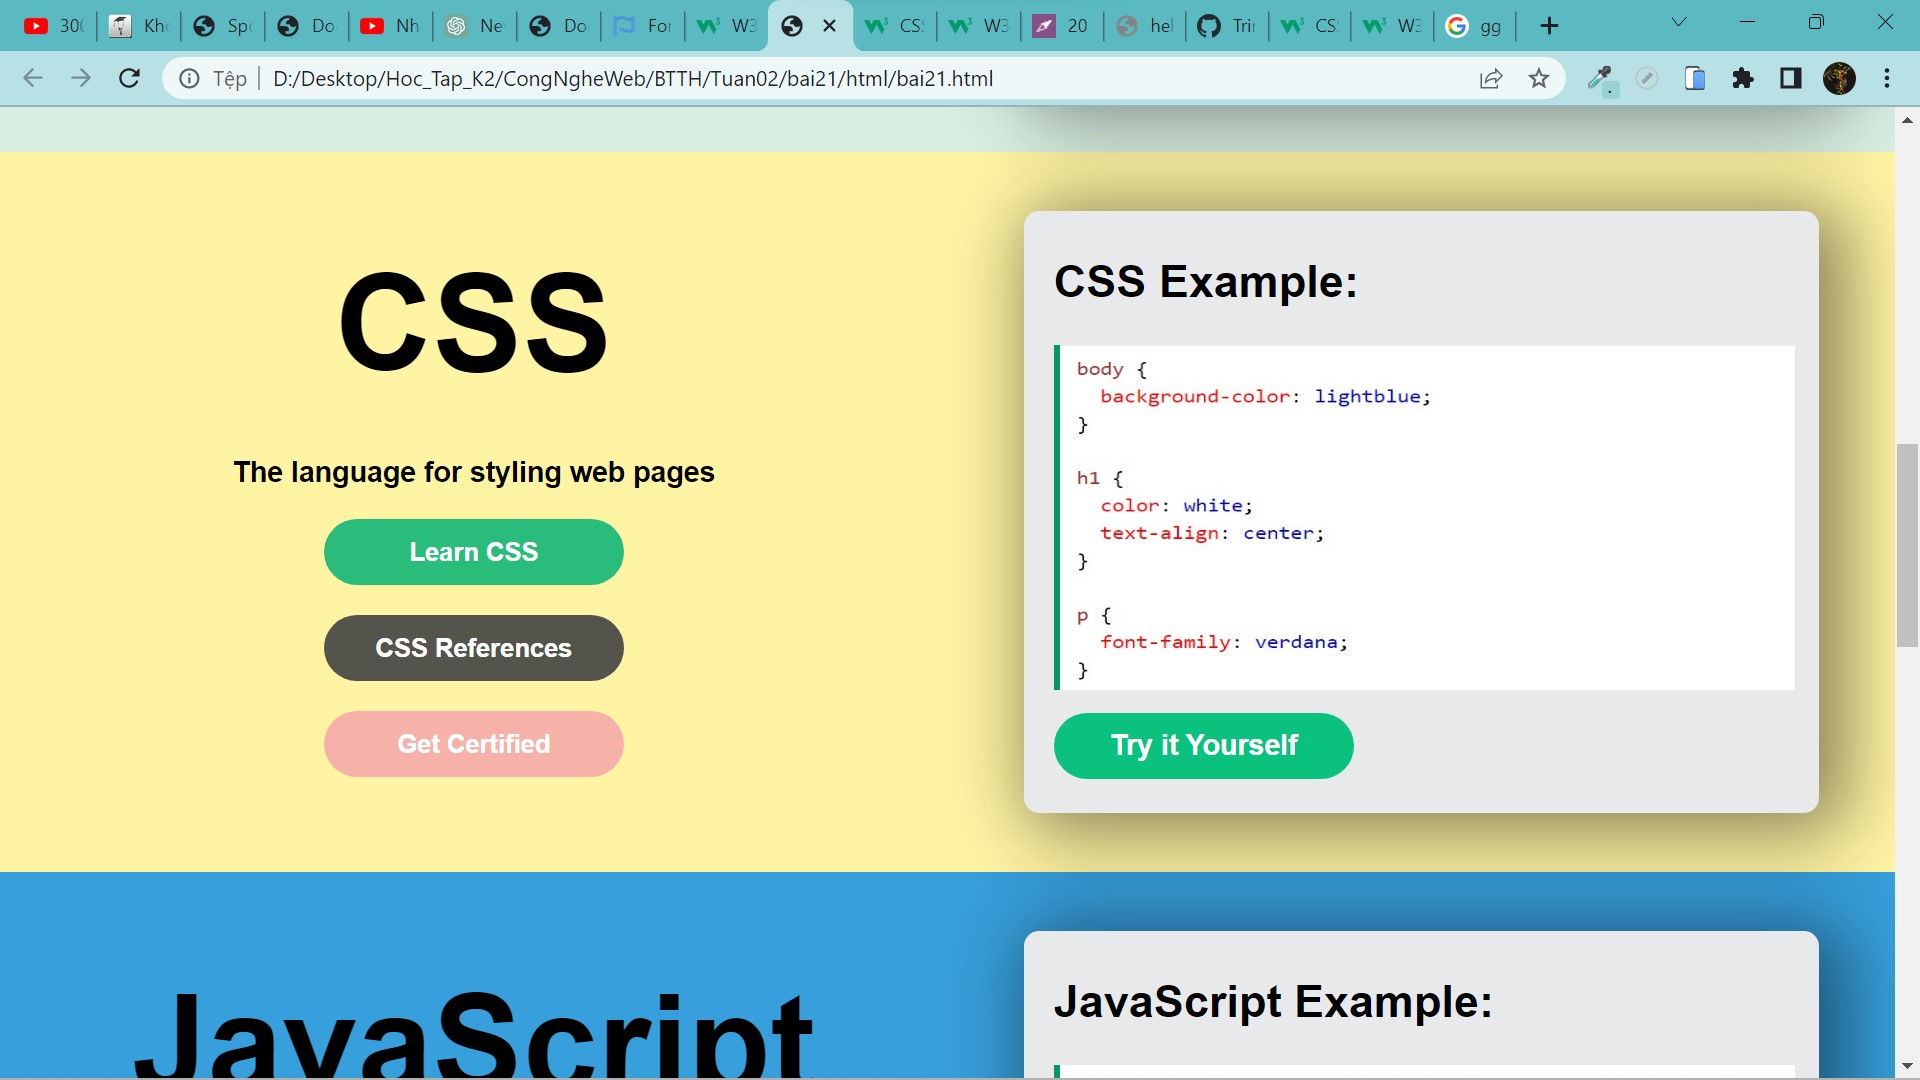 300
Kh
Sp
Do
Nh
Ne
Do
For
W3
CS
W3
20
hel
Tri
CS
W3
gg
Tệp
D:/Desktop/Hoc_Tap_K2/CongNgheWeb/BTTH/Tuan02/bai21/html/bai21.html
CSS
The language for styling web pages
Learn CSS
CSS References
Get Certified
CSS Example:
body {
  background-color: lightblue;
}
h1 {
  color: white;
  text-align: center;
}
p {
  font-family: verdana;
}
Try it Yourself
JavaScript
JavaScript Example: